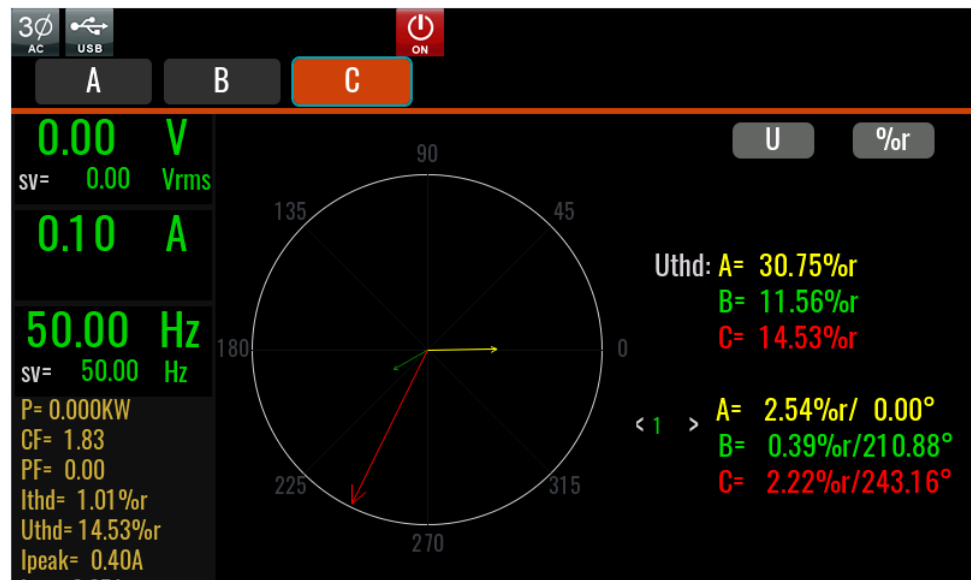 3Ø
AC
USB
ON
A B C
0.00 V
sv= 0.00 Vrms
0.10 A
50.00 Hz
sv= 50.00 Hz
P= 0.000KW
CF= 1.83
PF= 0.00
Ithd= 1.01%r
Uthd= 14.53%r
Ipeak= 0.40A
90
135
45
180
0
225
315
270
U %r
Uthd: A= 30.75%r
B= 11.56%r
C= 14.53%r
< 1 >
A= 2.54%r/ 0.00°
B= 0.39%r/210.88°
C= 2.22%r/243.16°